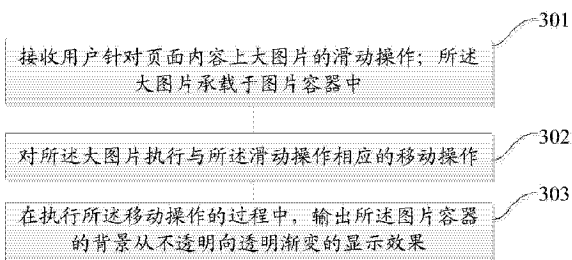 301
接收用户针对页面内容上大图片的滑动操作；所述
大图片承载于图片容器中
302
对所述大图片执行与所述滑动操作相应的移动操作
303
在执行所述移动操作的过程中，输出所述图片容器
的背景从不透明向透明渐变的显示效果